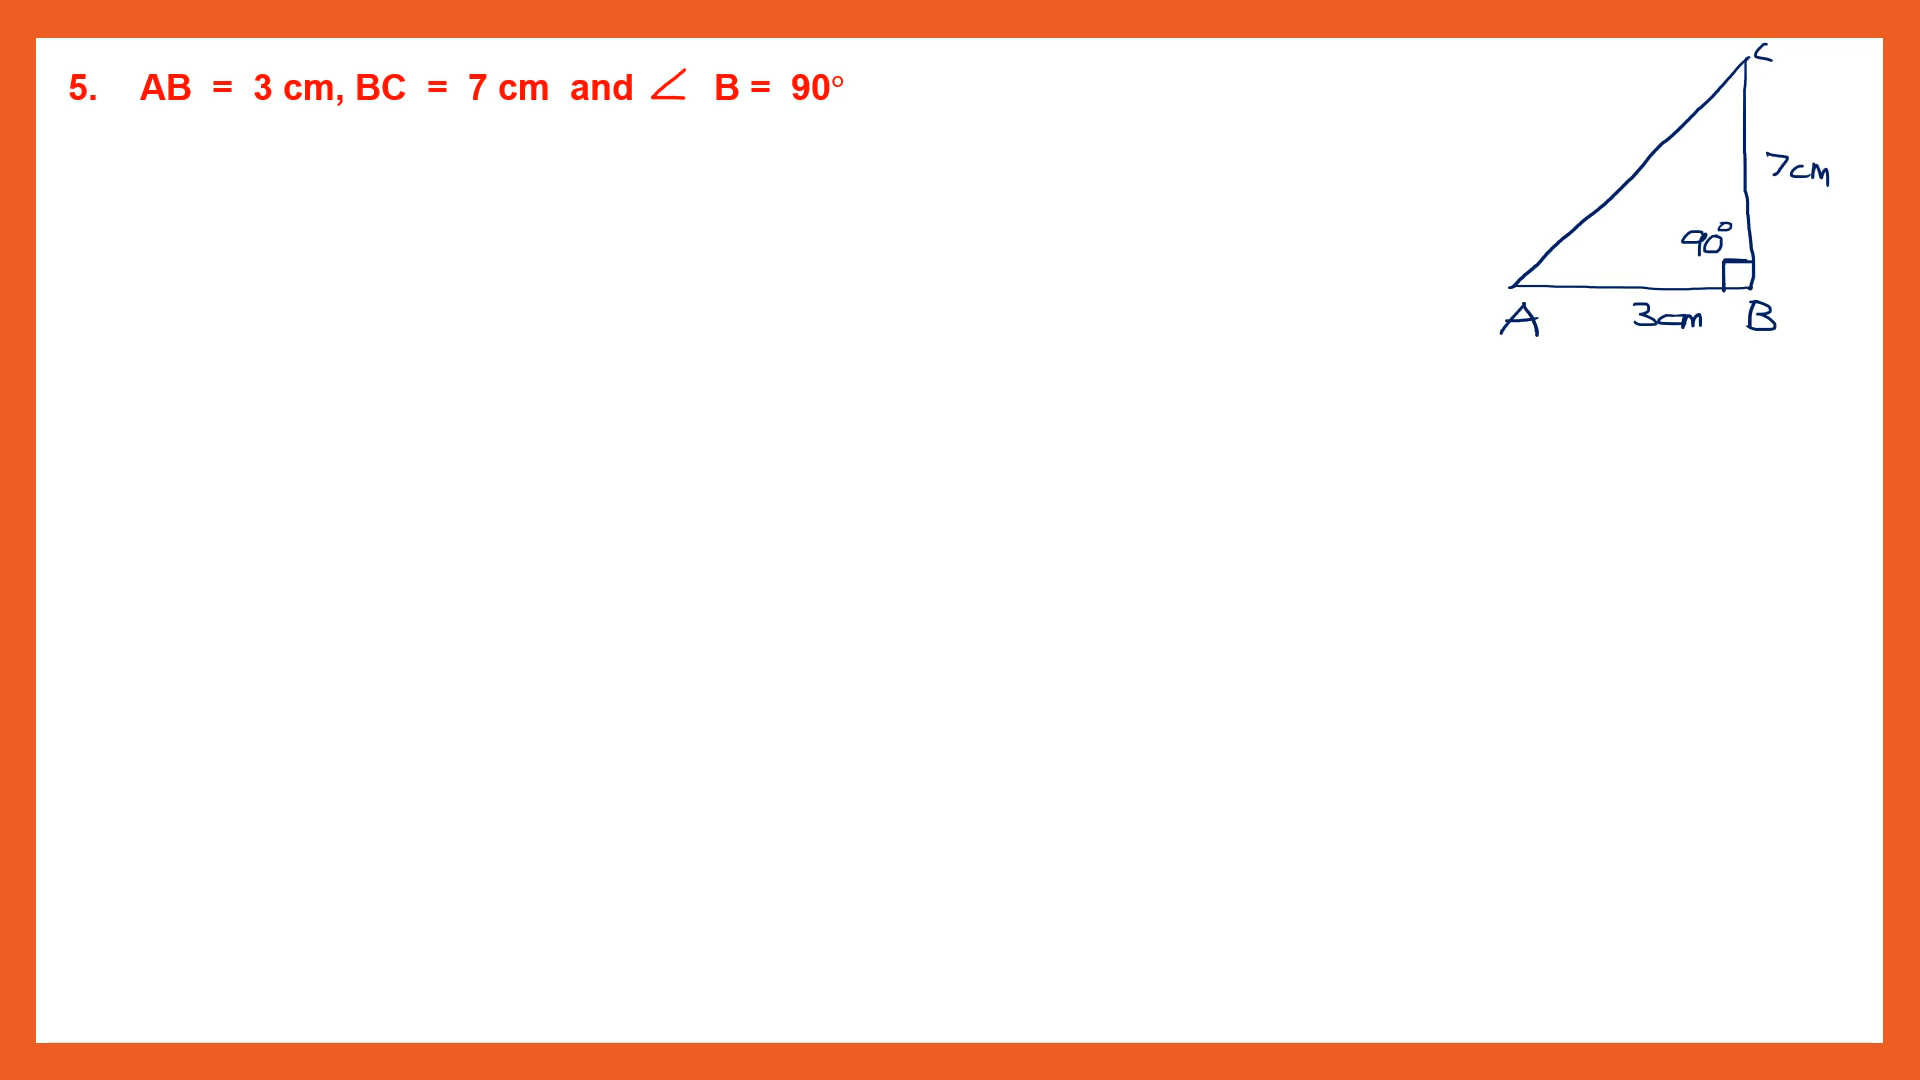 5. AB = 3 cm, BC = 7 cm and ∠ B = 90°
C
7cm
90°
A 3cm B